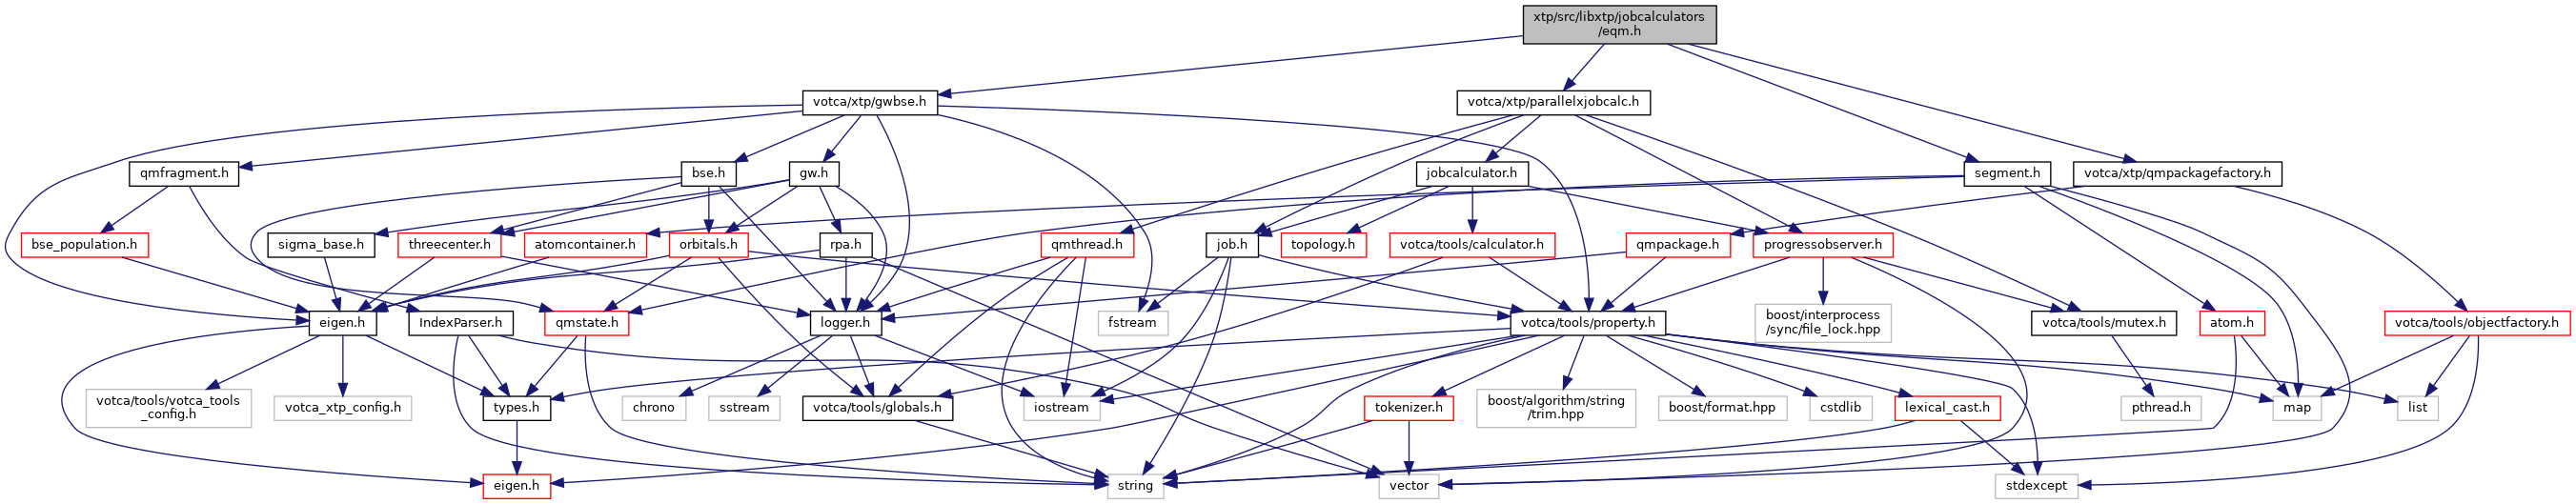 xtp/src/libxtp/jobcalculators
/eqm.h
votca/xtp/gwbse.h
votca/xtp/parallelxjobcalc.h
qmfragment.h
bse.h
gw.h
jobcalculator.h
segment.h
votca/xtp/qmpackagefactory.h
bse_population.h
sigma_base.h
threecenter.h
atomcontainer.h
orbitals.h
rpa.h
qmthread.h
job.h
topology.h
votca/tools/calculator.h
qmpackage.h
progressobserver.h
eigen.h
IndexParser.h
qmstate.h
logger.h
fstream
votca/tools/property.h
boost/interprocess
/sync/file_lock.hpp
votca/tools/mutex.h
atom.h
votca/tools/objectfactory.h
votca/tools/votca_tools
_config.h
votca_xtp_config.h
types.h
chrono
sstream
votca/tools/globals.h
iostream
tokenizer.h
boost/algorithm/string
/trim.hpp
boost/format.hpp
cstdlib
lexical_cast.h
pthread.h
map
list
eigen.h
string
vector
stdexcept